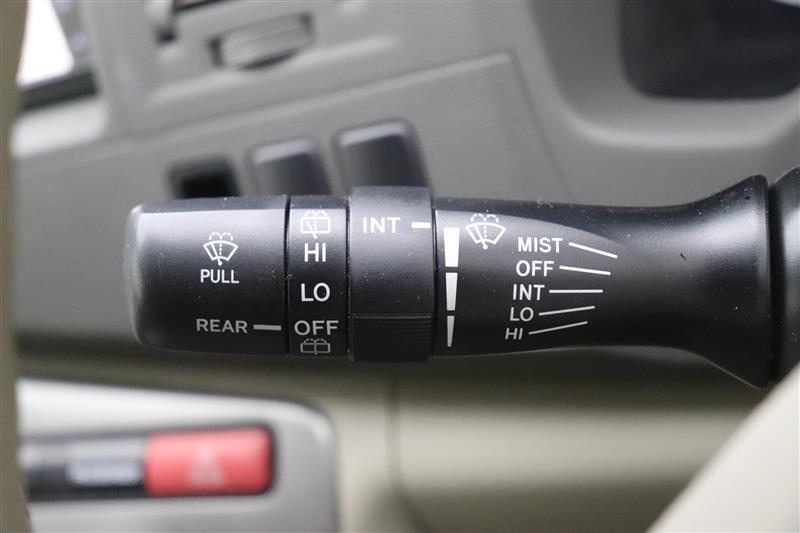 PULL
REAR
HI
LO
OFF
INT
MIST
OFF
INT
LO
HI